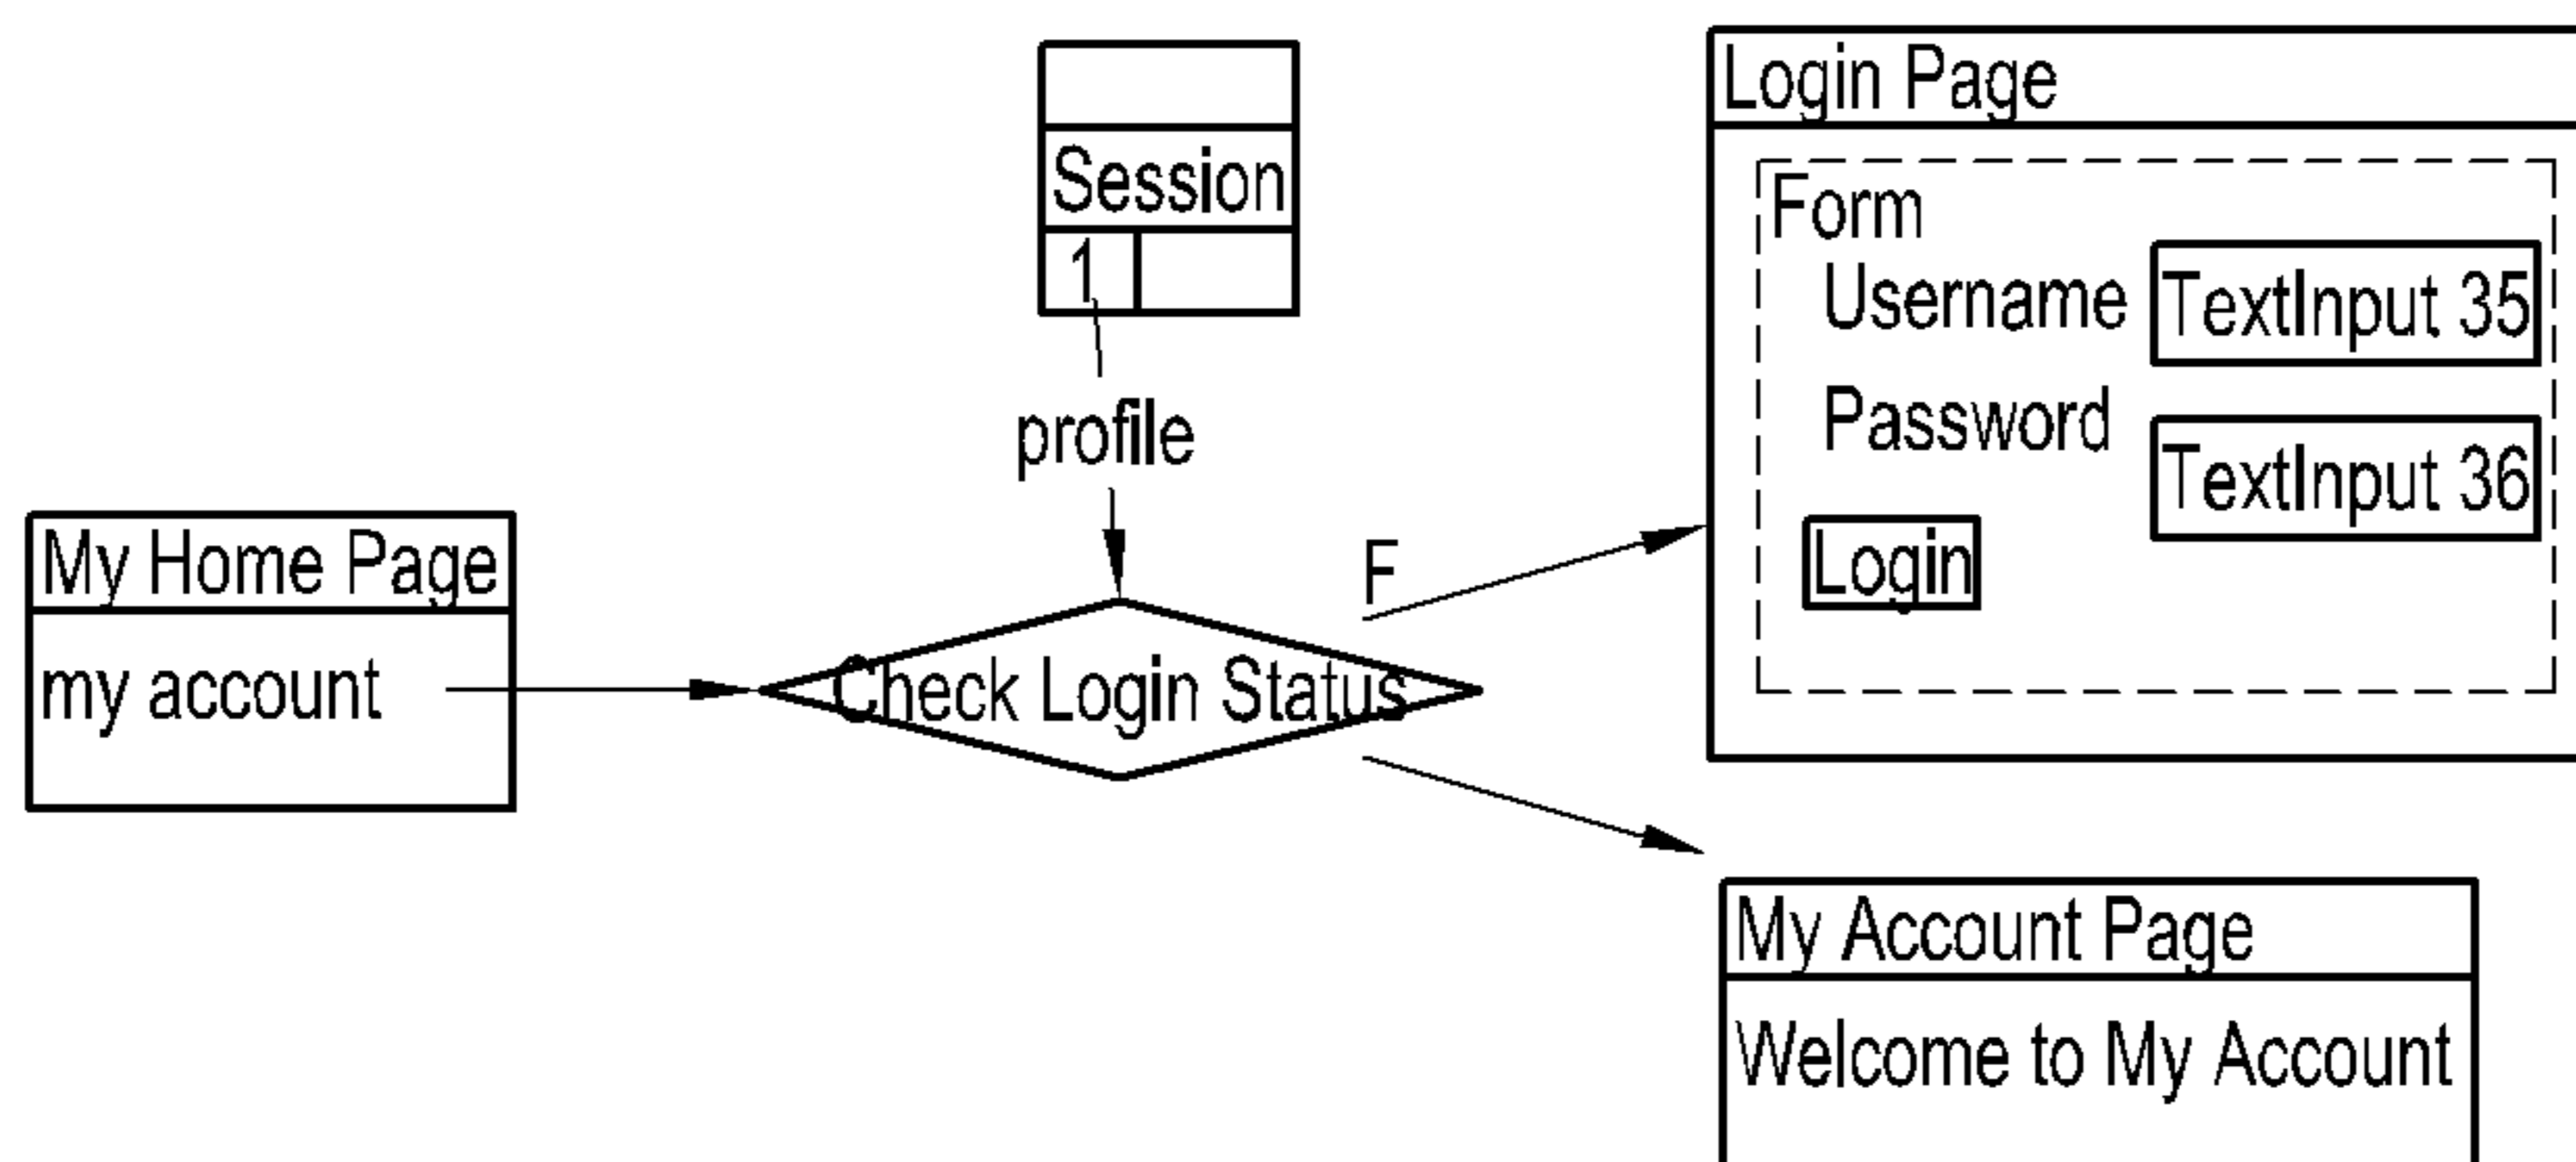 Session
1
profile
My Home Page
my account
Check Login Status
F
Login Page
Form
Username TextInput 35
Password TextInput 36
Login
My Account Page
Welcome to My Account